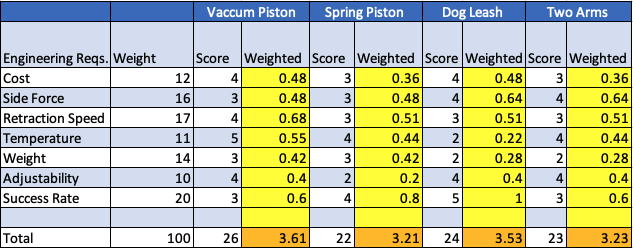 Vaccum Piston Spring Piston Dog Leash Two Arms
Engineering Reqs. Weight Score Weighted Score Weighted Score Weighted Score Weighted
Cost 12 4 0.48 3 0.36 4 0.48 3 0.36
Side Force 16 3 0.48 3 0.48 4 0.64 4 0.64
Retraction Speed 17 4 0.68 3 0.51 3 0.51 3 0.51
Temperature 11 5 0.55 4 0.44 2 0.22 4 0.44
Weight 14 3 0.42 3 0.42 2 0.28 2 0.28
Adjustability 10 4 0.4 2 0.2 4 0.4 4 0.4
Success Rate 20 3 0.6 4 0.8 5 1 3 0.6
Total 100 26 3.61 22 3.21 24 3.53 23 3.23